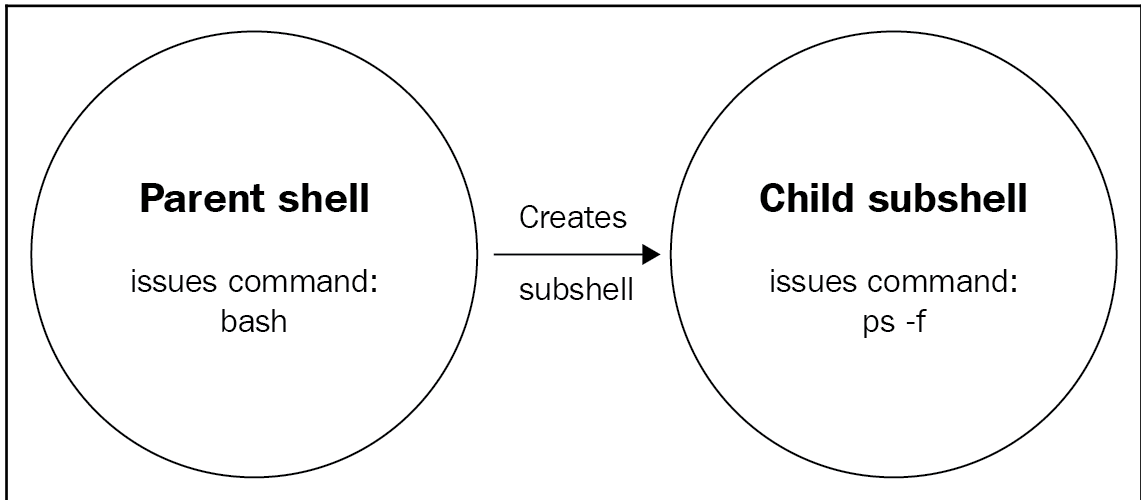 Parent shell
issues command:
bash
Creates
subshell
Child subshell
issues command:
ps -f